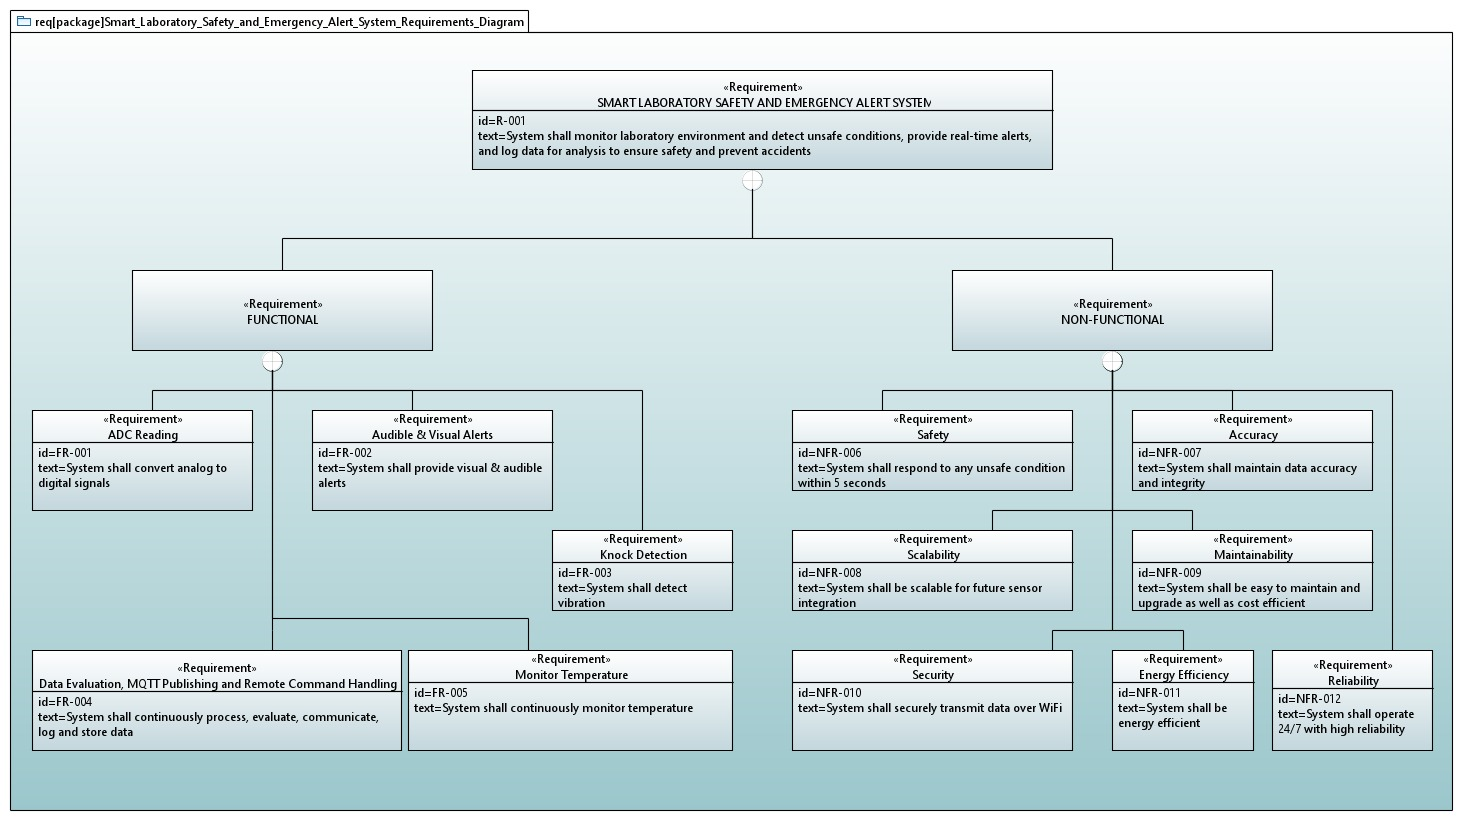 req[package]Smart_Laboratory_Safety_and_Emergency_Alert_System_Requirements_Diagram
«Requirement»
SMART LABORATORY SAFETY AND EMERGENCY ALERT SYSTEM
id=R-001
text=System shall monitor laboratory environment and detect unsafe conditions, provide real-time alerts,
and log data for analysis to ensure safety and prevent accidents
«Requirement»
FUNCTIONAL
«Requirement»
NON-FUNCTIONAL
«Requirement»
ADC Reading
id=FR-001
text=System shall convert analog to
digital signals
«Requirement»
Audible & Visual Alerts
id=FR-002
text=System shall provide visual & audible
alerts
«Requirement»
Safety
id=NFR-006
text=System shall respond to any unsafe condition
within 5 seconds
«Requirement»
Accuracy
id=NFR-007
text=System shall maintain data accuracy
and integrity
«Requirement»
Knock Detection
id=FR-003
text=System shall detect
vibration
«Requirement»
Scalability
id=NFR-008
text=System shall be scalable for future sensor
integration
«Requirement»
Maintainability
id=NFR-009
text=System shall be easy to maintain and
upgrade as well as cost efficient
«Requirement»
Data Evaluation, MQTT Publishing and Remote Command Handling
id=FR-004
text=System shall continuously process, evaluate, communicate,
log and store data
«Requirement»
Monitor Temperature
id=FR-005
text=System shall continuously monitor temperature
«Requirement»
Security
id=NFR-010
text=System shall securely transmit data over WiFi
«Requirement»
Energy Efficiency
id=NFR-011
text=System shall be
energy efficient
«Requirement»
Reliability
id=NFR-012
text=System shall operate
24/7 with high reliability